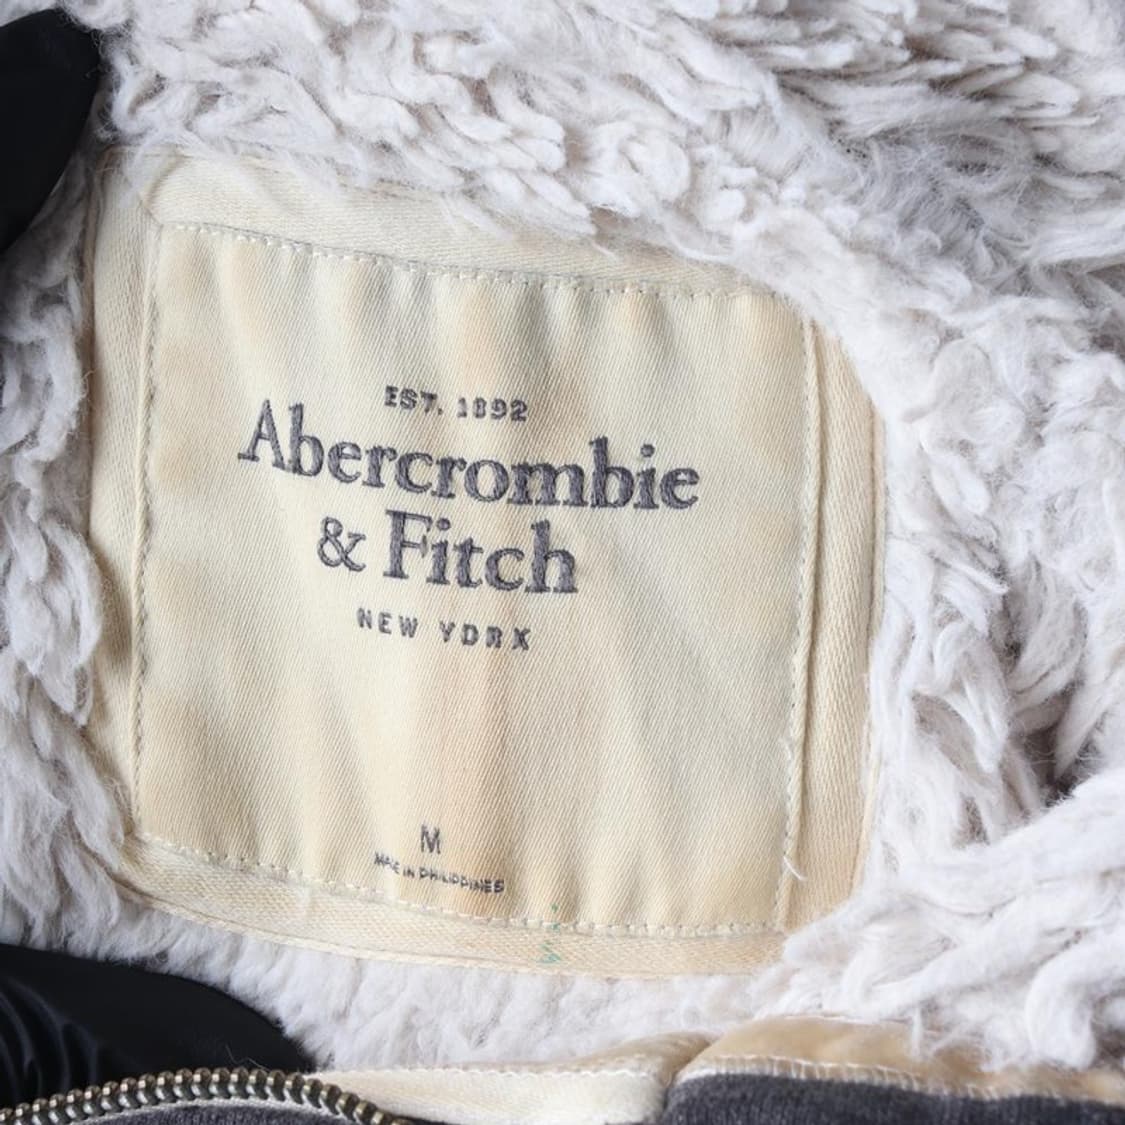 EST. 1892
Abercrombie
& Fitch
NEW YORK
M
MADE IN PHILIPPINES